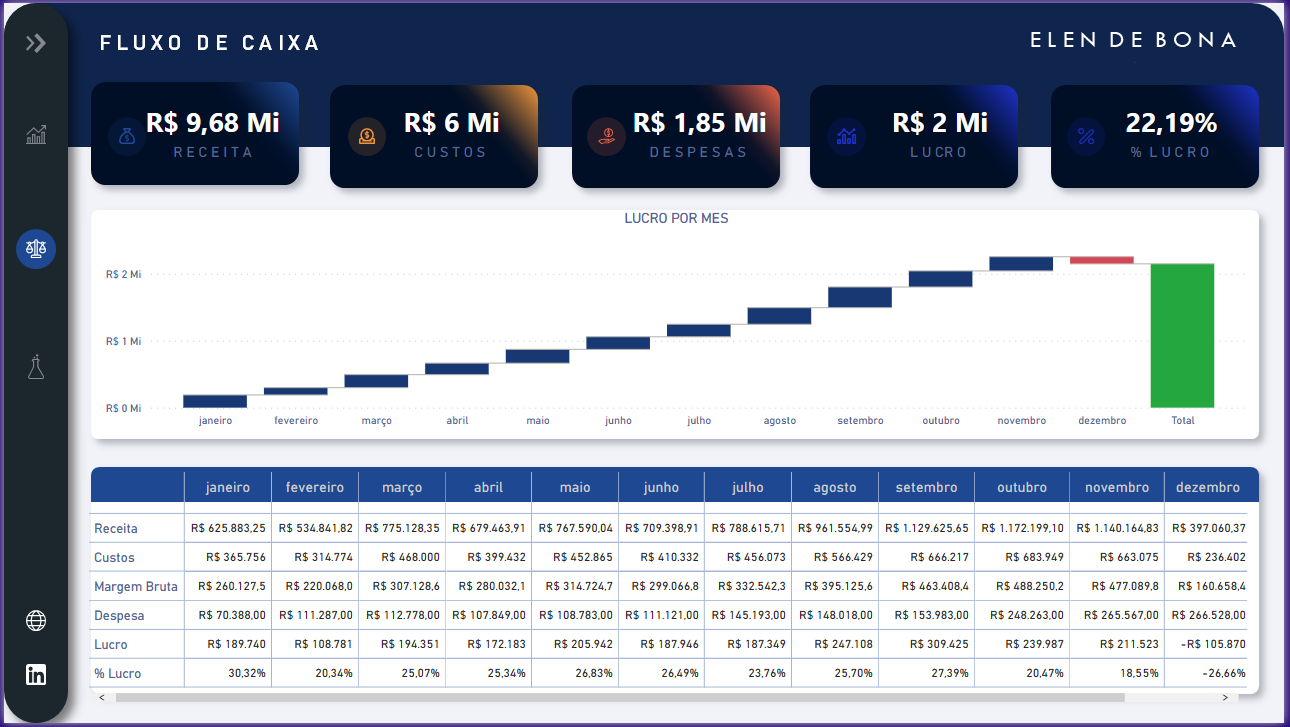 FLUXO DE CAIXA
ELEN DE BONA
R$ 9,68 Mi
RECEITA
R$ 6 Mi
CUSTOS
R$ 1,85 Mi
DESPESAS
R$ 2 Mi
LUCRO
22,19%
% LUCRO
LUCRO POR MES
R$ 2 Mi
R$ 1 Mi
R$ 0 Mi
janeiro fevereiro março abril maio junho julho agosto setembro outubro novembro dezembro Total
janeiro fevereiro março abril maio junho julho agosto setembro outubro novembro dezembro
Receita R$ 625.883,25 R$ 534.841,82 R$ 775.128,35 R$ 679.463,91 R$ 767.590,04 R$ 709.398,91 R$ 788.615,71 R$ 961.554,99 R$ 1.129.625,65 R$ 1.172.199,10 R$ 1.140.164,83 R$ 397.060,37
Custos R$ 365.756 R$ 314.774 R$ 468.000 R$ 399.432 R$ 452.865 R$ 410.332 R$ 456.073 R$ 566.429 R$ 666.217 R$ 683.949 R$ 663.075 R$ 236.402
Margem Bruta R$ 260.127,5 R$ 220.068,0 R$ 307.128,6 R$ 280.032,1 R$ 314.724,7 R$ 299.066,8 R$ 332.542,3 R$ 395.125,6 R$ 463.408,4 R$ 488.250,2 R$ 477.089,8 R$ 160.658,4
Despesa R$ 70.388,00 R$ 111.287,00 R$ 112.778,00 R$ 107.849,00 R$ 108.783,00 R$ 111.121,00 R$ 145.193,00 R$ 148.018,00 R$ 153.983,00 R$ 248.263,00 R$ 265.567,00 R$ 266.528,00
Lucro R$ 189.740 R$ 108.781 R$ 194.351 R$ 172.183 R$ 205.942 R$ 187.946 R$ 187.349 R$ 247.108 R$ 309.425 R$ 239.987 R$ 211.523 -R$ 105.870
% Lucro 30,32% 20,34% 25,07% 25,34% 26,83% 26,49% 23,76% 25,70% 27,39% 20,47% 18,55% -26,66%
in